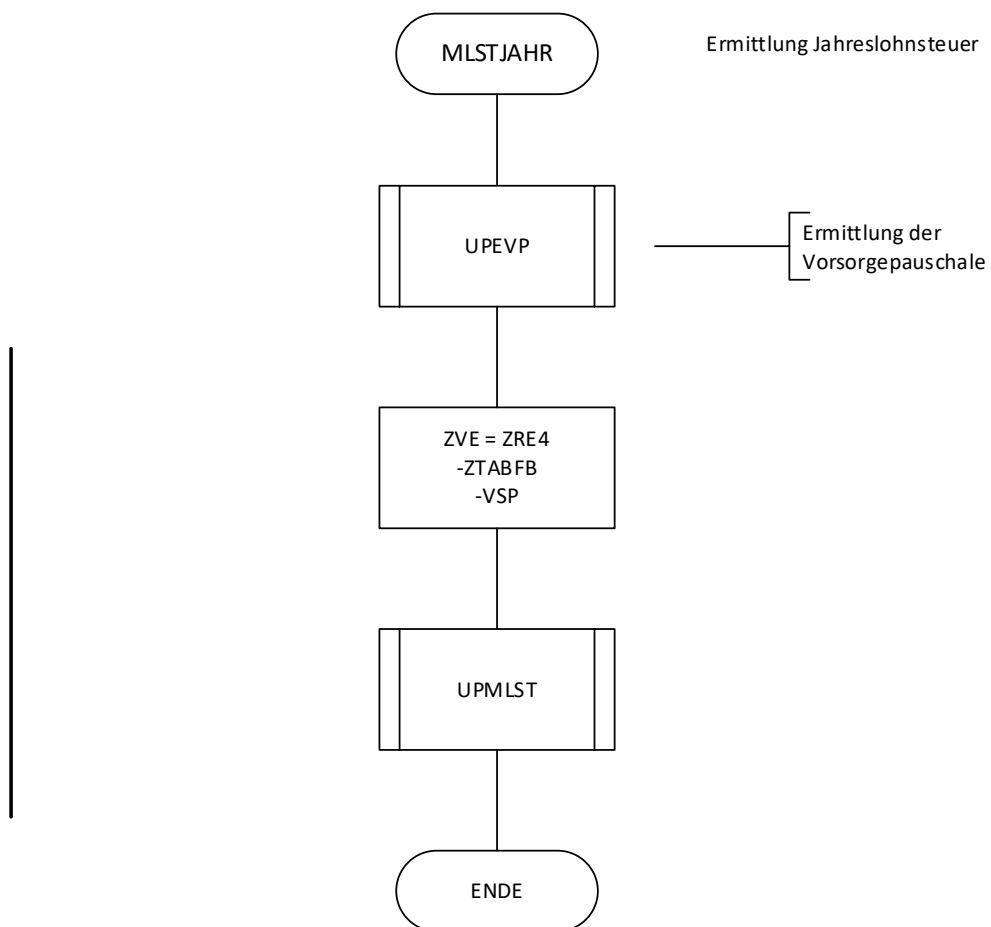 MLSTJAHR
Ermittlung Jahreslohnsteuer
UPEVP
Ermittlung der
Vorsorgepauschale
ZVE = ZRE4
-ZTABFB
-VSP
UPMLST
ENDE